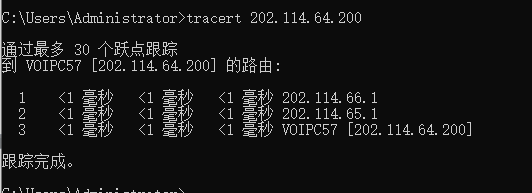 C:\Users\Administrator>tracert 202.114.64.200
通过最多 30 个跃点跟踪
到 VOIPC57 [202.114.64.200] 的路由:
1 <1 毫秒 <1 毫秒 <1 毫秒 202.114.66.1
2 <1 毫秒 <1 毫秒 <1 毫秒 202.114.65.1
3 <1 毫秒 <1 毫秒 <1 毫秒 VOIPC57 [202.114.64.200]
跟踪完成。
C:\Users\Administrator>